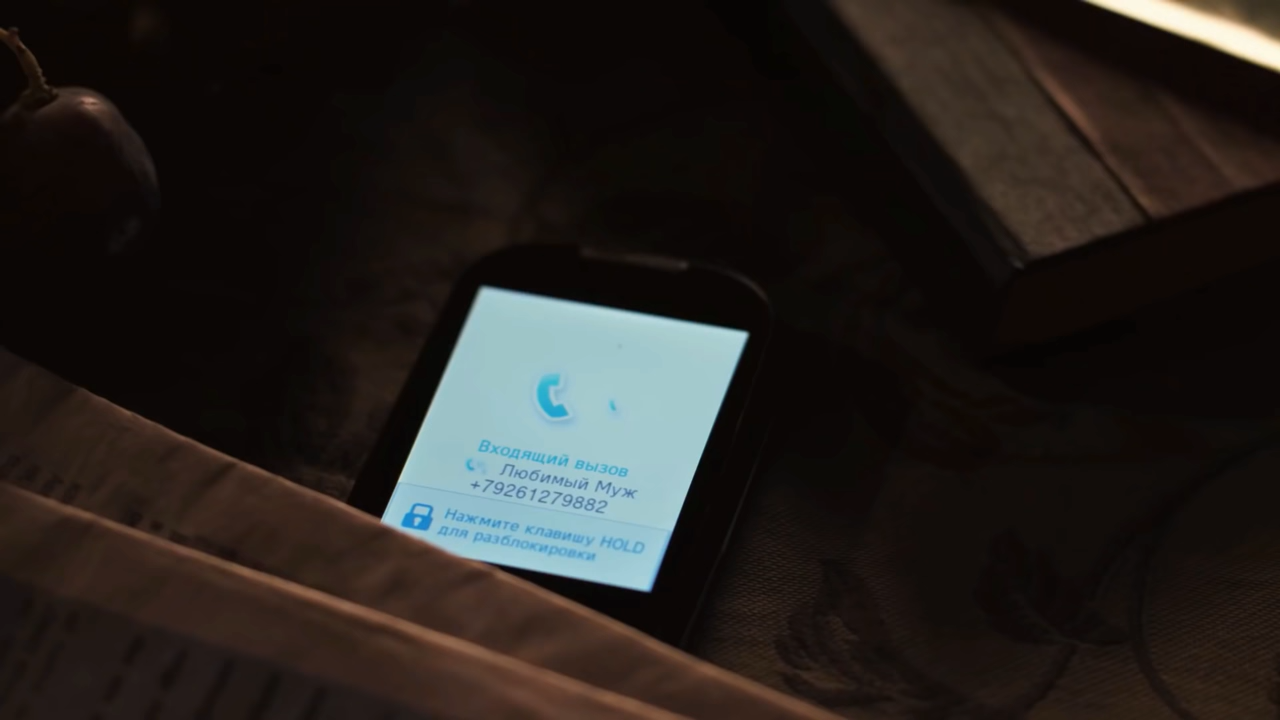 Входящий вызов
Любимый Муж
+79261279882
Нажмите клавишу HOLD
для разблокировки